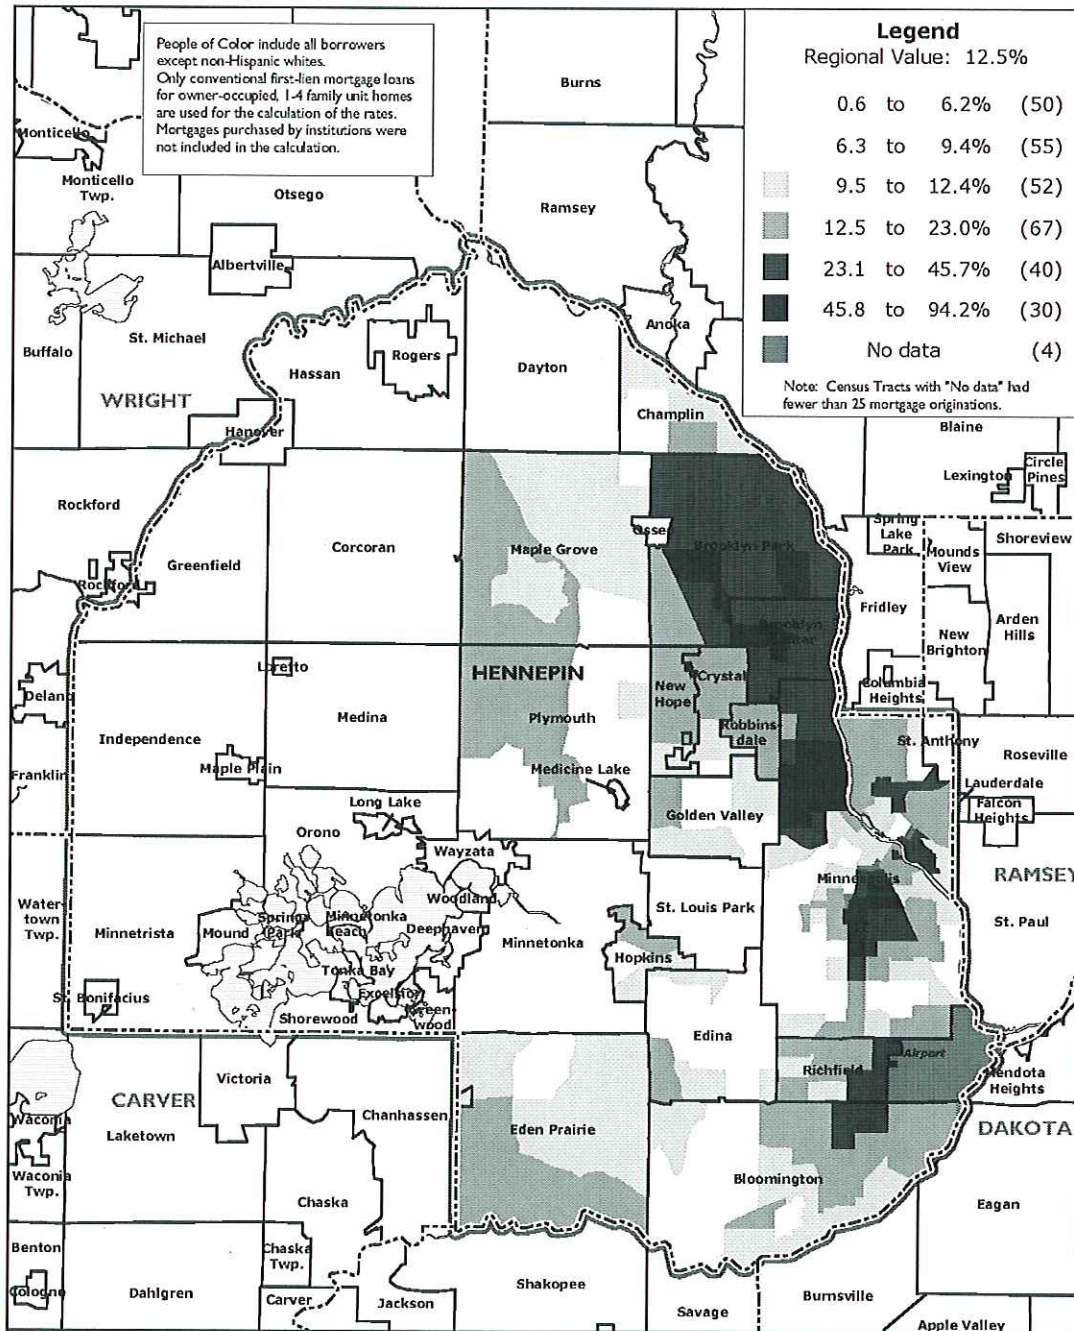 People of Color include all borrowers
except non-Hispanic whites.
Only conventional first-lien mortgage loans
for owner-occupied, 1-4 family unit homes
are used for the calculation of the rates.
Mortgages purchased by institutions were
not included in the calculation.
Legend
Regional Value: 12.5%
0.6 to 6.2% (50)
6.3 to 9.4% (55)
9.5 to 12.4% (52)
12.5 to 23.0% (67)
23.1 to 45.7% (40)
45.8 to 94.2% (30)
No data (4)
Note: Census Tracts with "No data" had
fewer than 25 mortgage originations.
Burns
Monticello
Monticello
Twp.
Otsego
Ramsey
Albertville
Anoka
Buffalo
St. Michael
Rogers
Hassan
Dayton
WRIGHT
Champlin
Hanover
Blaine
Lexington
Circle
Pines
Rockford
Osseo
Spring
Lake
Park
Mounds
View
Shoreview
Corcoran
Maple Grove
Brooklyn Park
Greenfield
Rockford
Fridley
Brooklyn
Center
Arden
Hills
New
Brighton
Loretto
HENNEPIN
New
Hope
Crystal
Columbia
Heights
Delano
Medina
Plymouth
Robbins-
dale
Independence
St. Anthony
Roseville
Franklin
Maple Plain
Medicine Lake
Lauderdale
Long Lake
Golden Valley
Falcon
Heights
Orono
Wayzata
Minneapolis
RAMSEY
Water-
town
Twp.
Woodland
St. Louis Park
Minnetrista
Mound
Spring
Park
Minnetonka
Beach
Deephaven
Minnetonka
St. Paul
Hopkins
Tonka Bay
St. Bonifacius
Excelsior
Shorewood
Green-
wood
Edina
Airport
Richfield
Mendota
Heights
Victoria
CARVER
Chanhassen
Waconia
Laketown
Eden Prairie
DAKOTA
Waconia
Twp.
Bloomington
Chaska
Eagan
Benton
Chaska
Twp.
Cologne
Dahlgren
Carver
Jackson
Shakopee
Savage
Burnsville
Apple Valley